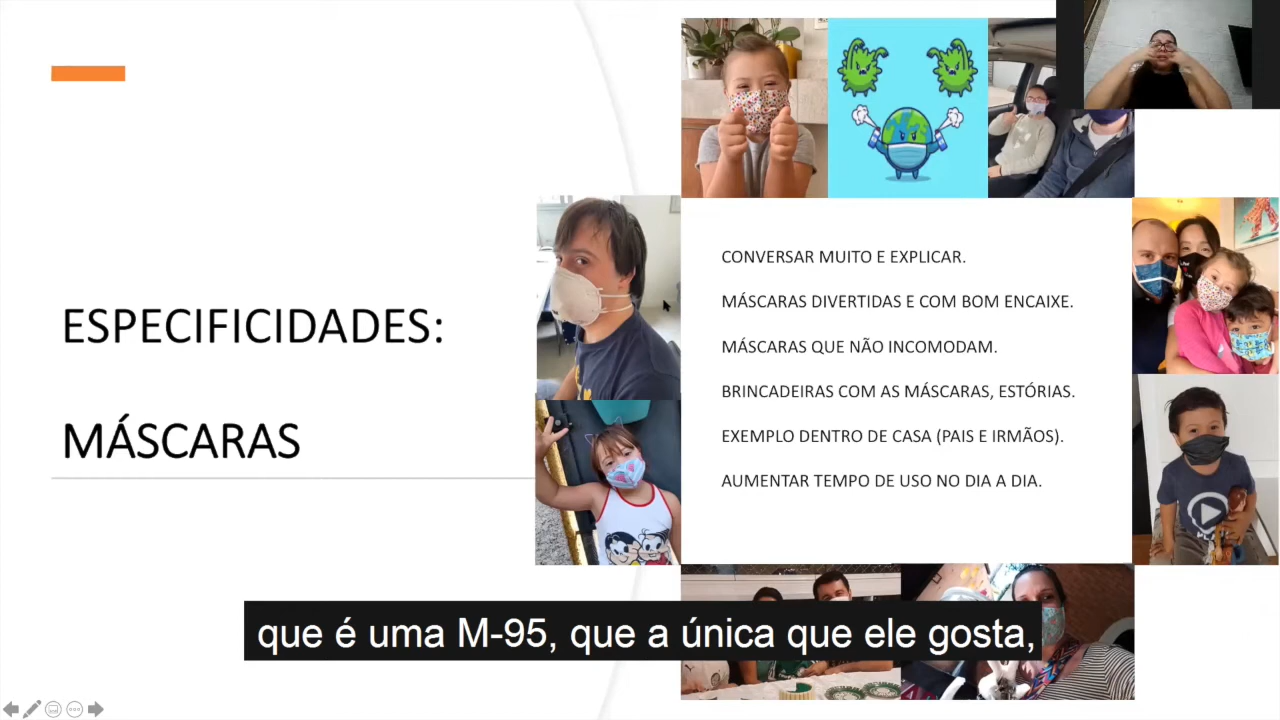 ESPECIFICIDADES:
MÁSCARAS
CONVERSAR MUITO E EXPLICAR.
MÁSCARAS DIVERTIDAS E COM BOM ENCAIXE.
MÁSCARAS QUE NÃO INCOMODAM.
BRINCADEIRAS COM AS MÁSCARAS, ESTÓRIAS.
EXEMPLO DENTRO DE CASA (PAIS E IRMÃOS).
AUMENTAR TEMPO DE USO NO DIA A DIA.
que é uma M-95, que a única que ele gosta,